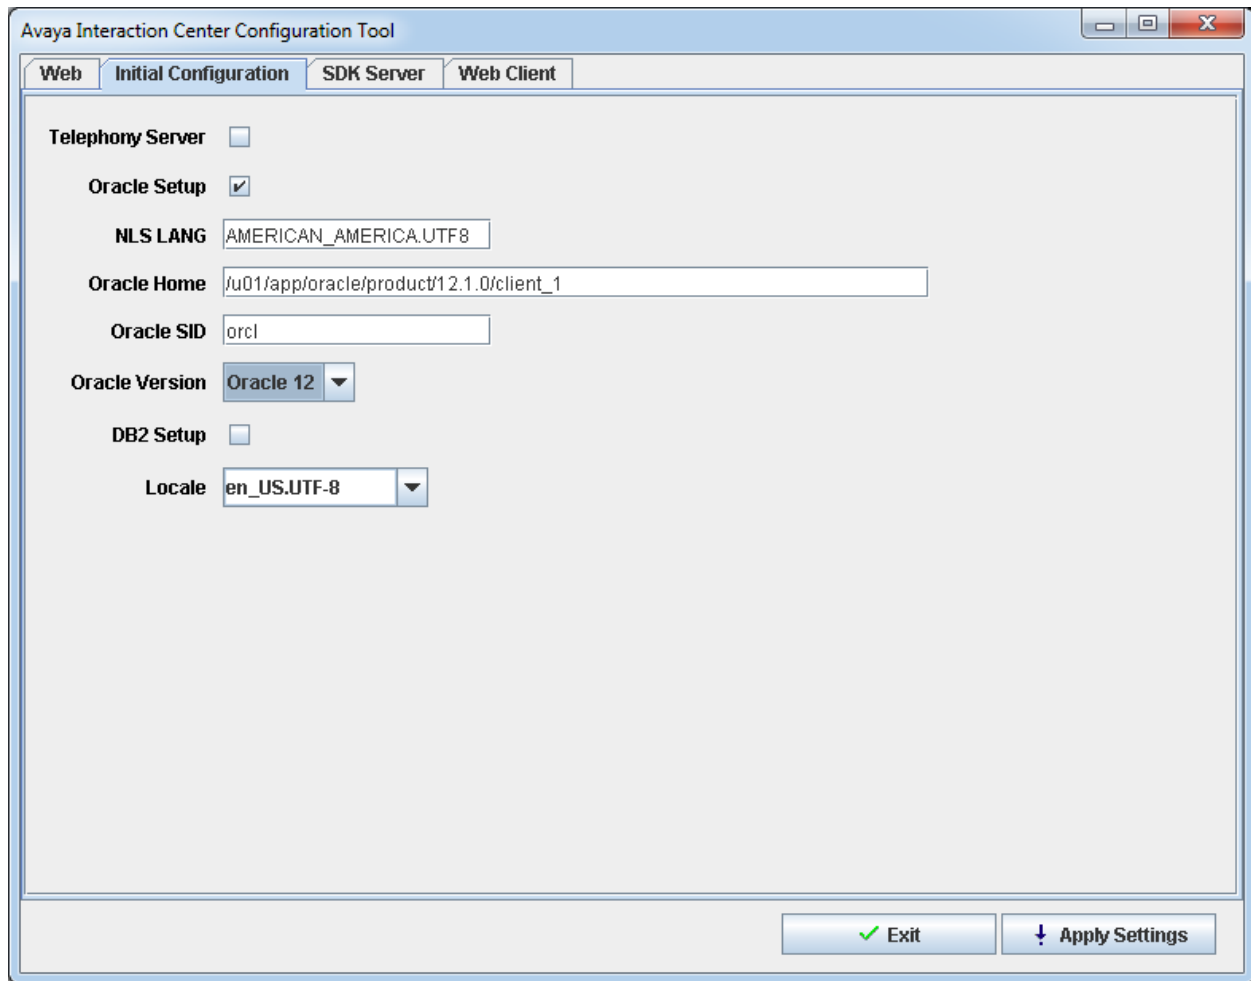 Avaya Interaction Center Configuration Tool
Web Initial Configuration SDK Server Web Client
Telephony Server
Oracle Setup
NLS LANG AMERICAN_AMERICA.UTF8
Oracle Home /u01/app/oracle/product/12.1.0/client_1
Oracle SID orcl
Oracle Version Oracle 12
DB2 Setup
Locale en_US.UTF-8
Exit Apply Settings